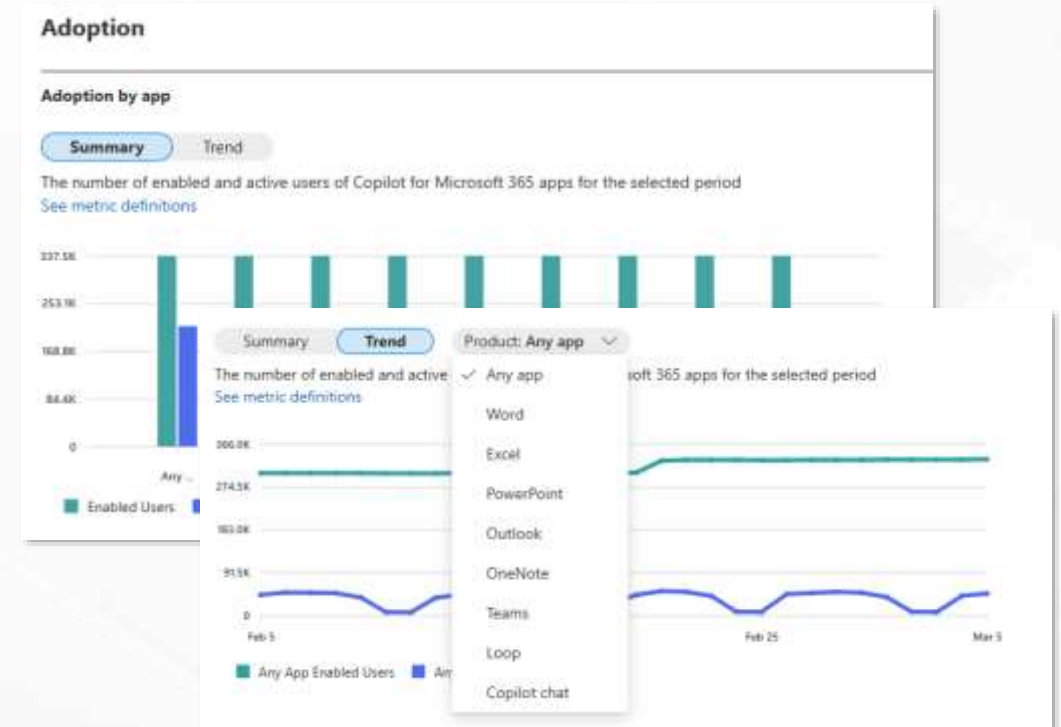 Adoption
Adoption by app
Summary Trend
The number of enabled and active users of Copilot for Microsoft 365 apps for the selected period
See metric definitions
337.5K
253.1K
168.8K
84.4K
0
Any ...
Enabled Users
Summary Trend Product: Any app
The number of enabled and active oft 365 apps for the selected period
See metric definitions
Any app
Word
Excel
PowerPoint
Outlook
OneNote
Teams
Loop
Copilot chat
366.0K
274.5K
183.0K
91.5K
0
Feb 5 Feb 25 Mar 5
Any App Enabled Users